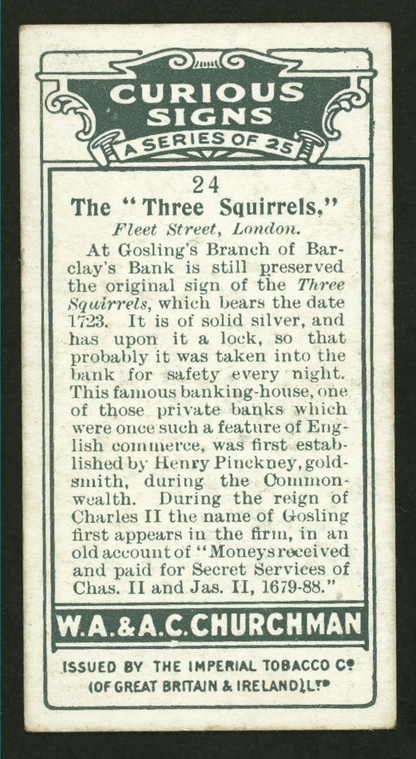 CURIOUS
SIGNS
A SERIES OF 25
24
The "Three Squirrels,"
Fleet Street, London.
At Gosling's Branch of Bar-
clay's Bank is still preserved
the original sign of the Three
Squirrels, which bears the date
1723. It is of solid silver, and
has upon it a lock, so that
probably it was taken into the
bank for safety every night.
This famous banking-house, one
of those private banks which
were once such a feature of Eng-
lish commerce, was first estab-
lished by Henry Pinckney, gold-
smith, during the Common-
wealth. During the reign of
Charles II the name of Gosling
first appears in the firm, in an
old account of "Moneys received
and paid for Secret Services of
Chas. II and Jas. II, 1679-88."
W.A. & A.C. CHURCHMAN
ISSUED BY THE IMPERIAL TOBACCO Cº
(OF GREAT BRITAIN & IRELAND), Lᵀᴰ